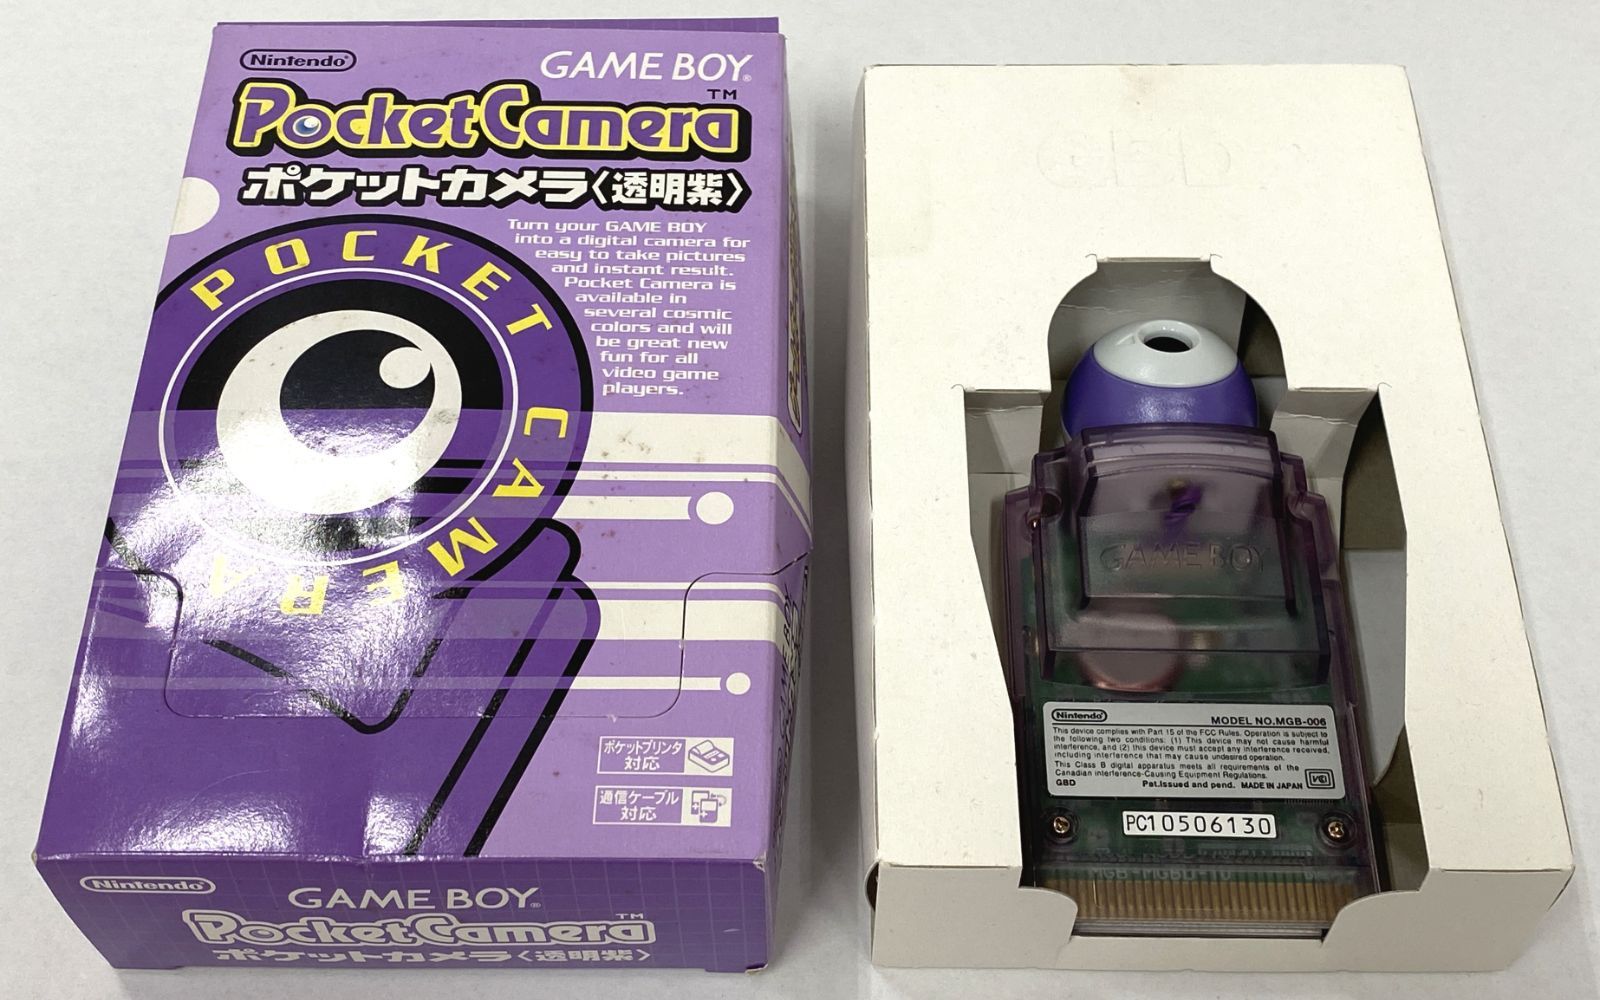 Nintendo
GAME BOY®
PocketCamera™
ポケットカメラ〈透明紫〉
Turn your GAME BOY
into a digital camera for
easy to take pictures
and instant result.
Pocket Camera is
available in
several cosmic
colors and will
be great new
fun for all
video game
players.
POCKET CAMERA
ポケットプリンタ
対応
通信ケーブル
対応
Nintendo
GAME BOY®
PocketCamera™
ポケットカメラ〈透明紫〉
GAME BOY
GAME BOY
Nintendo
MODEL NO.MGB-006
This device complies with Part 15 of the FCC Rules. Operation is subject to
the following two conditions: (1) This device may not cause harmful
interference, and (2) this device must accept any interference received,
including interference that may cause undesired operation.
This Class B digital apparatus meets all requirements of the
Canadian Interference-Causing Equipment Regulations.
GBD
Pat.issued and pend. MADE IN JAPAN
PC10506130